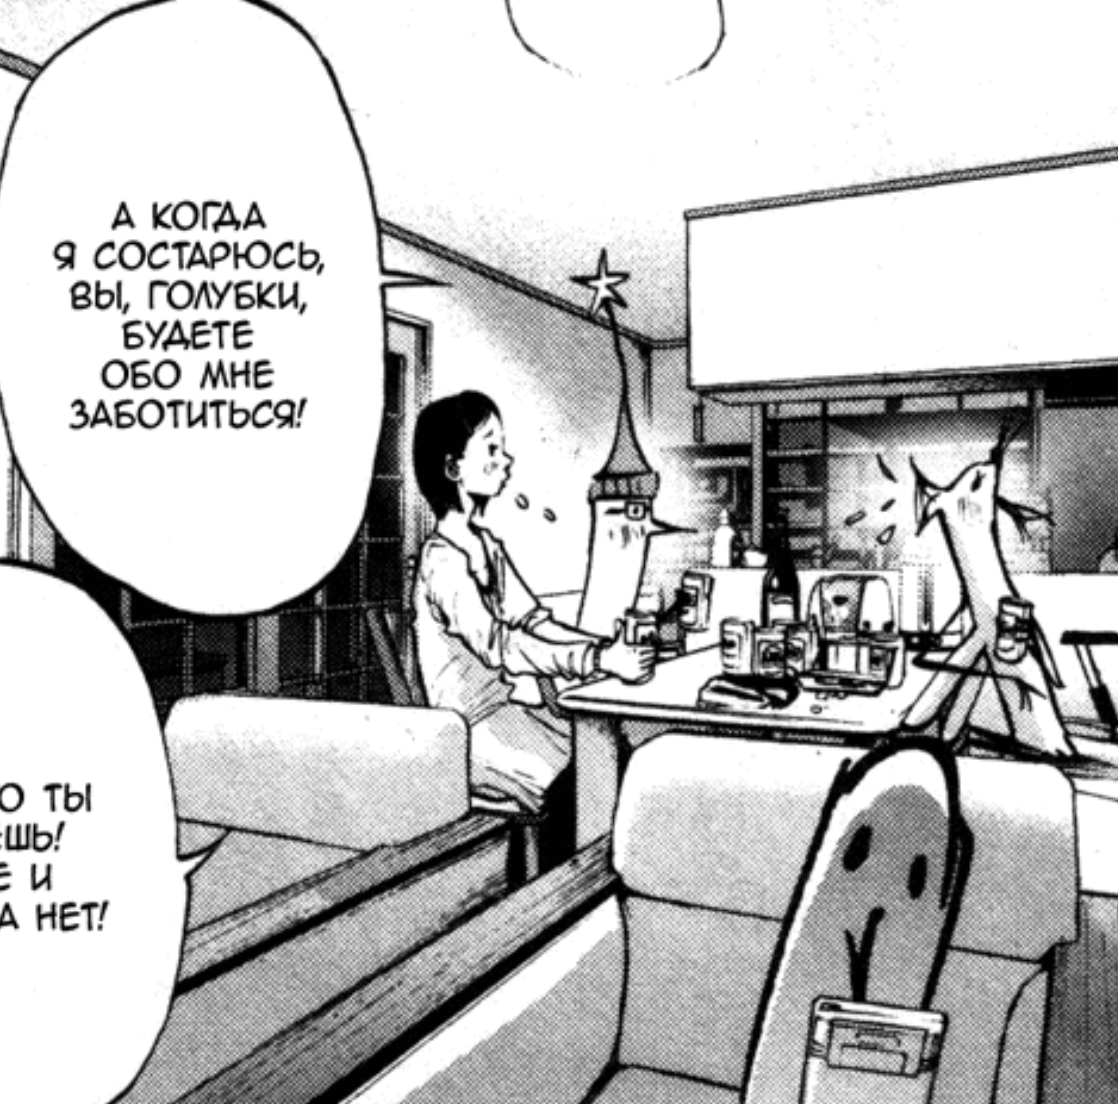 А КОГДА
Я СОСТАРЮСЬ,
ВЫ, ГОЛУБКИ,
БУДЕТЕ
ОБО МНЕ
ЗАБОТИТЬСЯ!
ТЫ
И
НЕТ!